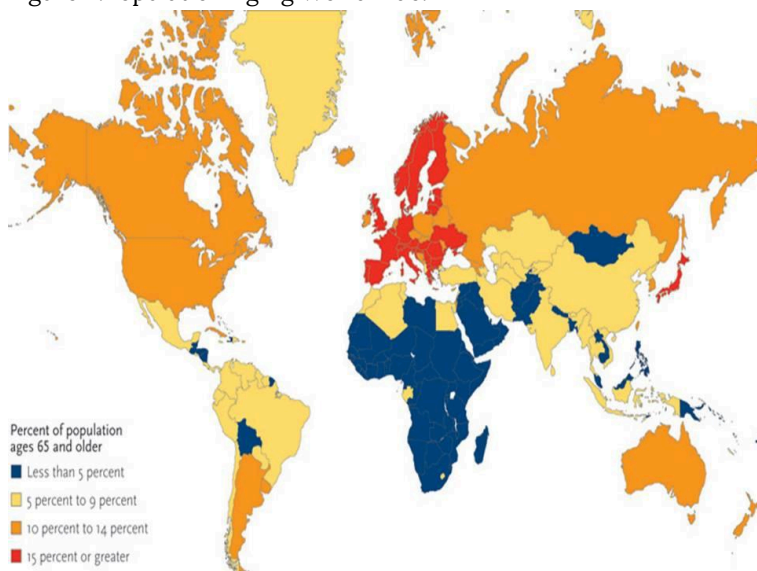 Percent of population
ages 65 and older
Less than 5 percent
5 percent to 9 percent
10 percent to 14 percent
15 percent or greater